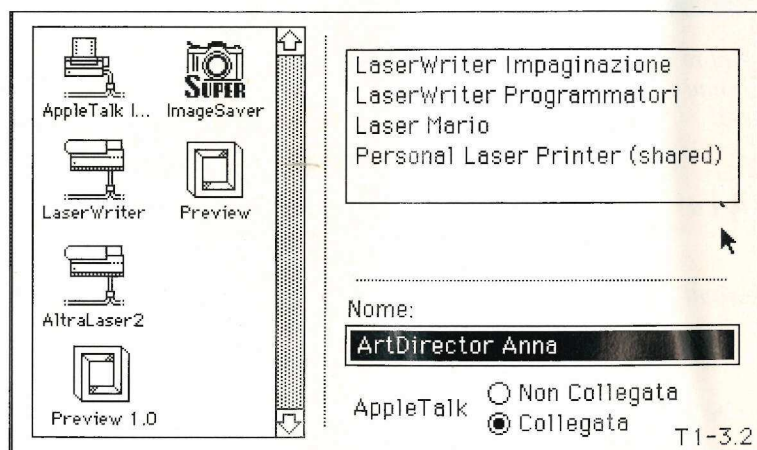 AppleTalk I...
SUPER
ImageSaver
LaserWriter
Preview
AltraLaser2
Preview 1.0
LaserWriter Impaginazione
LaserWriter Programmatori
Laser Mario
Personal Laser Printer (shared)
Nome:
ArtDirector Anna
AppleTalk
Non Collegata
Collegata
T1-3.2